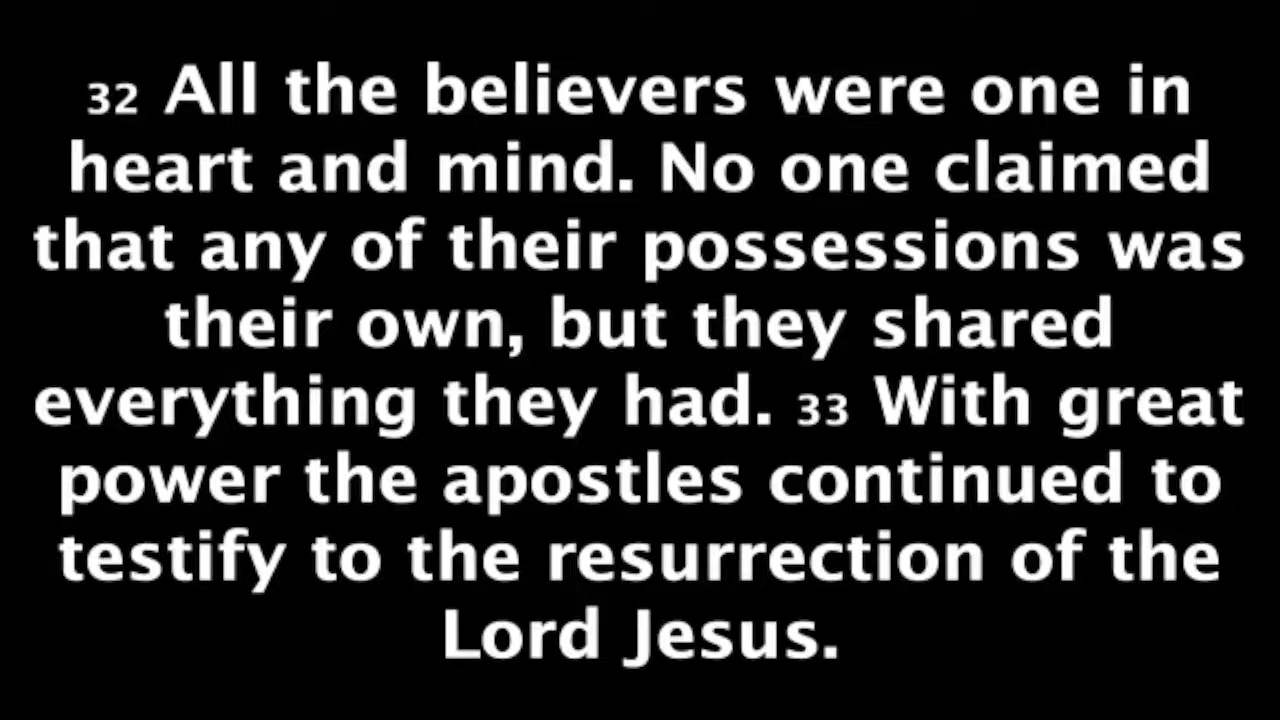 32 All the believers were one in
heart and mind. No one claimed
that any of their possessions was
their own, but they shared
everything they had. 33 With great
power the apostles continued to
testify to the resurrection of the
Lord Jesus.